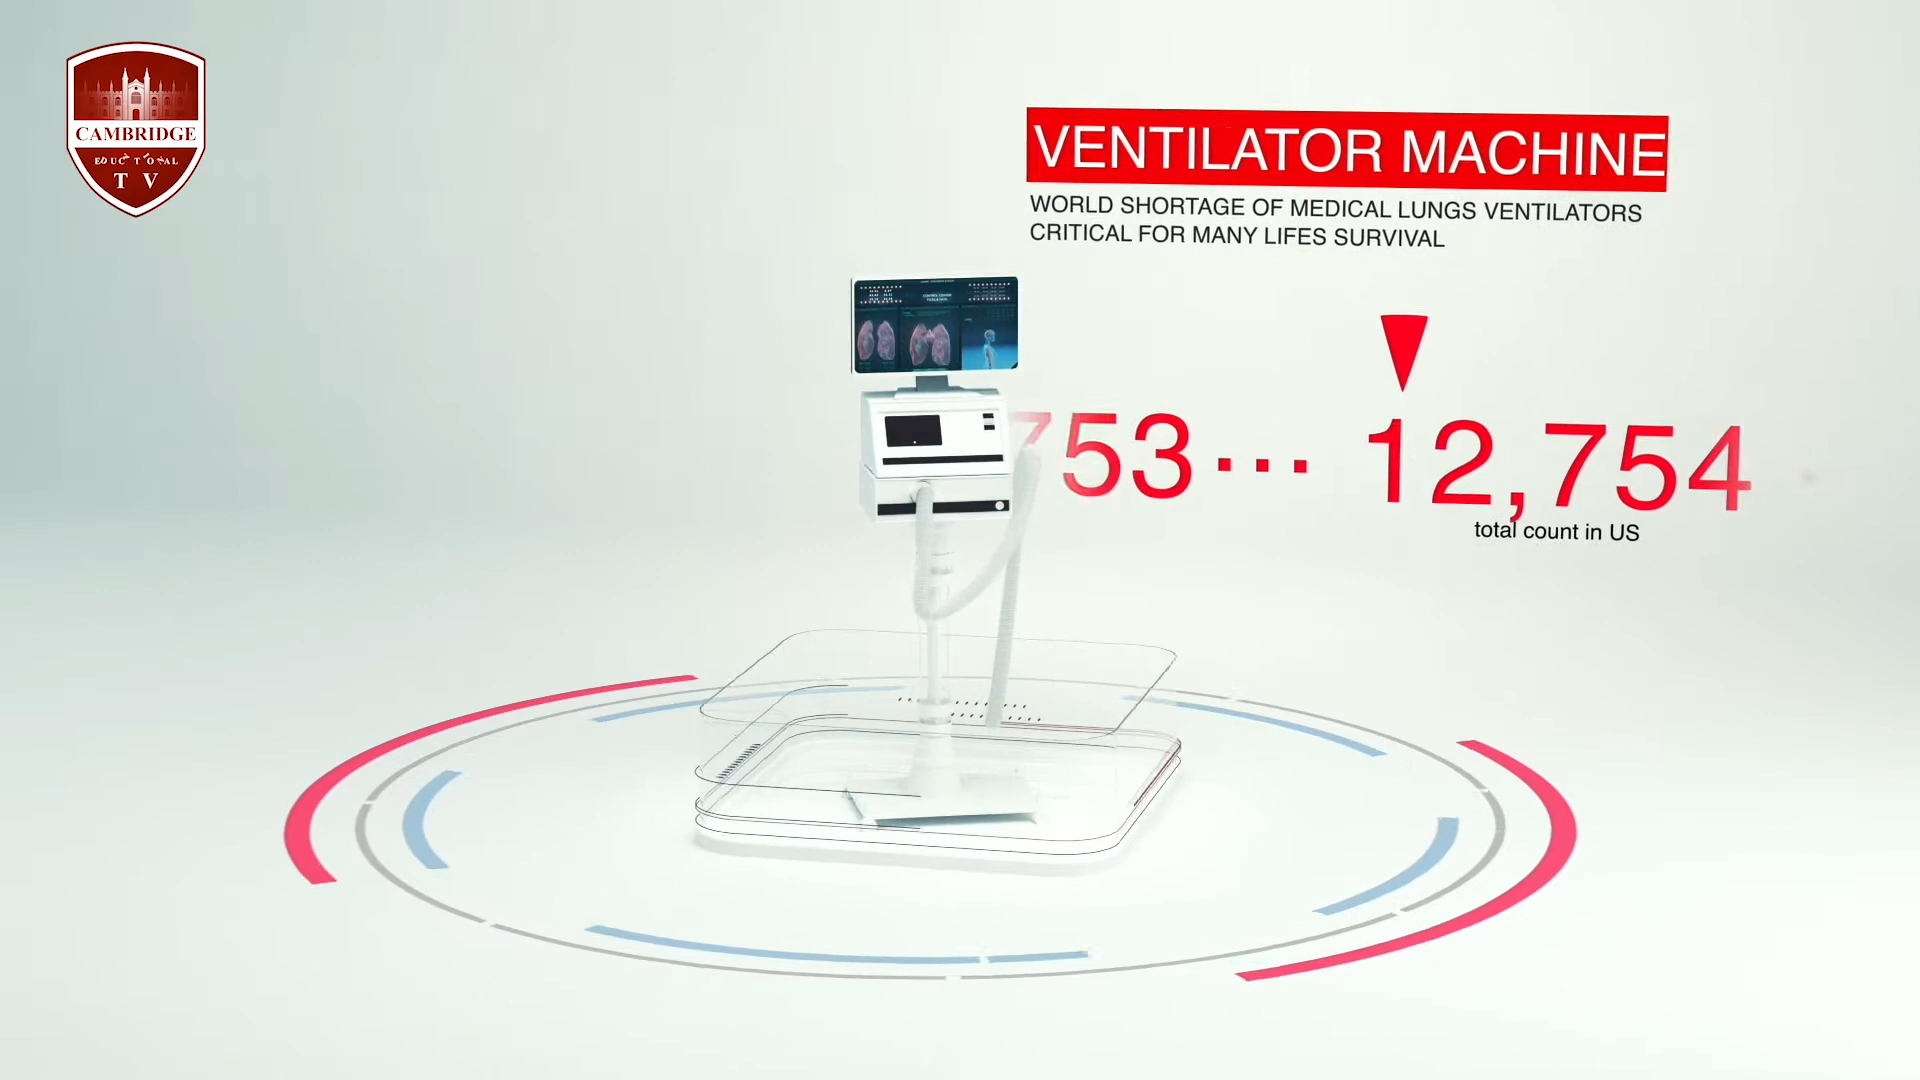 CAMBRIDGE
T V
VENTILATOR MACHINE
WORLD SHORTAGE OF MEDICAL LUNGS VENTILATORS
CRITICAL FOR MANY LIFES SURVIVAL
753... 12,754
total count in US